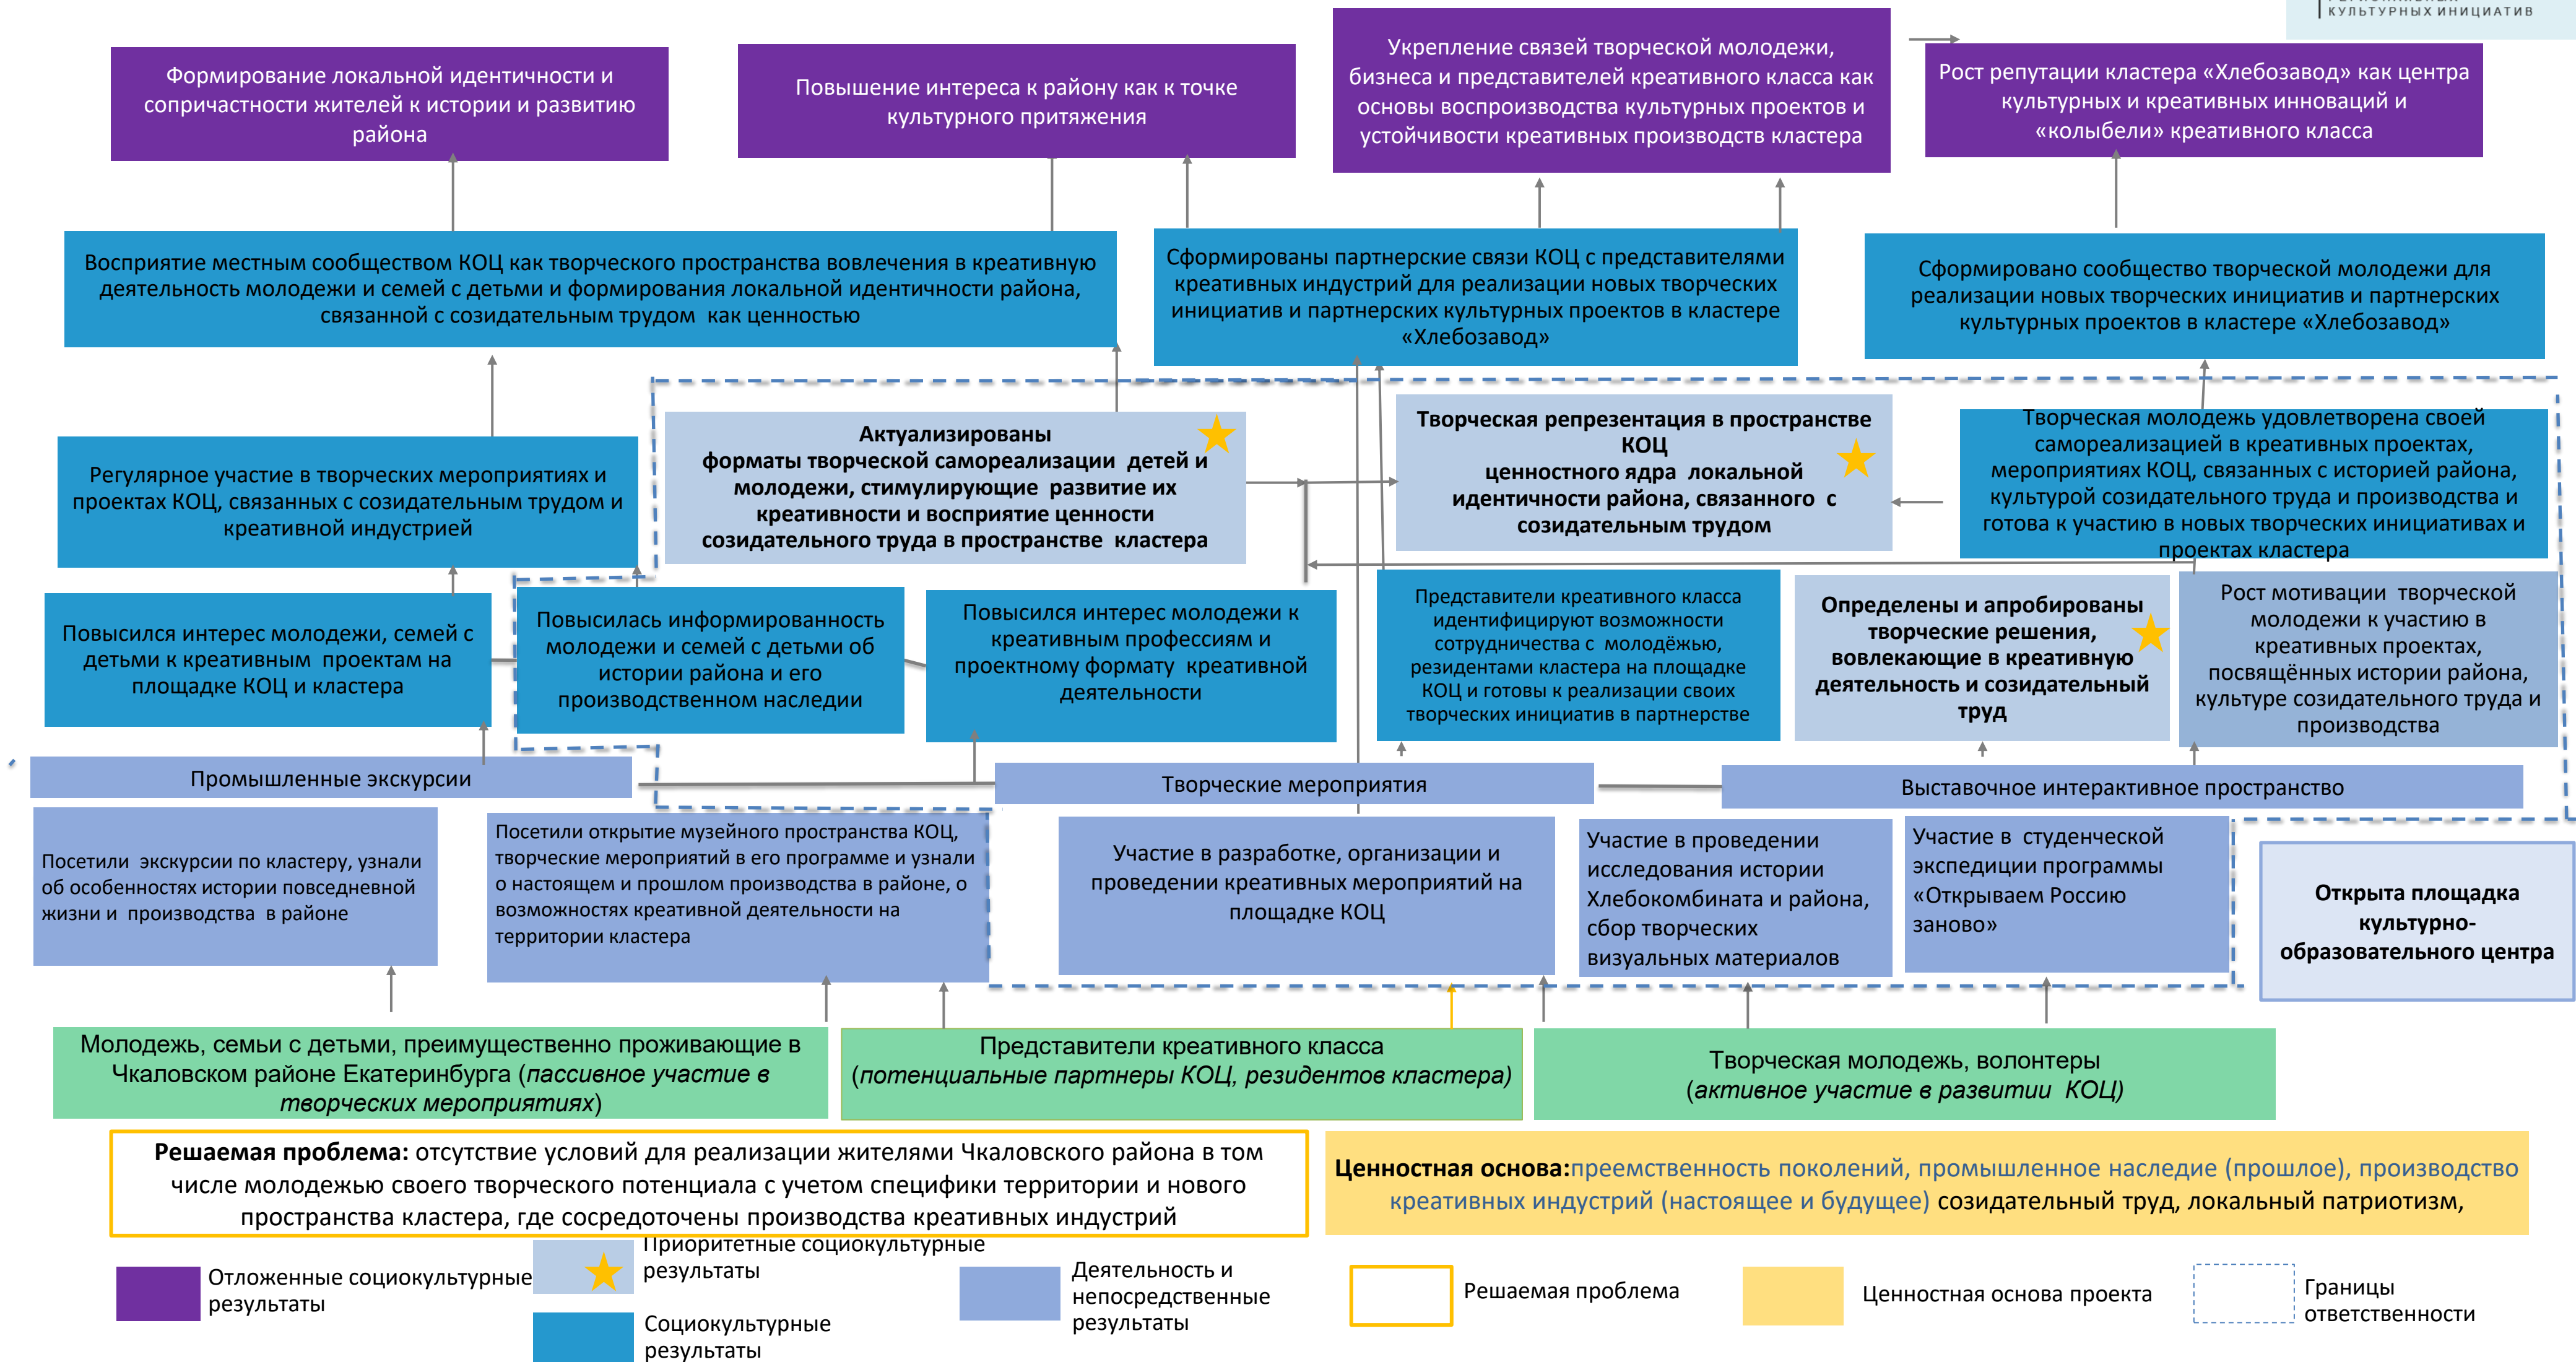 КУЛЬТУРНЫХ ИНИЦИАТИВ
Формирование локальной идентичности и
сопричастности жителей к истории и развитию
района
Повышение интереса к району как к точке
культурного притяжения
Укрепление связей творческой молодежи,
бизнеса и представителей креативного класса как
основы воспроизводства культурных проектов и
устойчивости креативных производств кластера
Рост репутации кластера «Хлебозавод» как центра
культурных и креативных инноваций и
«колыбели» креативного класса
Восприятие местным сообществом КОЦ как творческого пространства вовлечения в креативную
деятельность молодежи и семей с детьми и формирования локальной идентичности района,
связанной с созидательным трудом как ценностью
Сформированы партнерские связи КОЦ с представителями
креативных индустрий для реализации новых творческих
инициатив и партнерских культурных проектов в кластере
«Хлебозавод»
Сформировано сообщество творческой молодежи для
реализации новых творческих инициатив и партнерских
культурных проектов в кластере «Хлебозавод»
Регулярное участие в творческих мероприятиях и
проектах КОЦ, связанных с созидательным трудом и
креативной индустрией
Актуализированы
форматы творческой самореализации детей и
молодежи, стимулирующие развитие их
креативности и восприятие ценности
созидательного труда в пространстве кластера
Творческая репрезентация в пространстве
КОЦ
ценностного ядра локальной
идентичности района, связанного с
созидательным трудом
Творческая молодежь удовлетворена своей
самореализацией в креативных проектах,
мероприятиях КОЦ, связанных с историей района,
культурой созидательного труда и производства и
готова к участию в новых творческих инициативах и
проектах кластера
Повысился интерес молодежи, семей с
детьми к креативным проектам на
площадке КОЦ и кластера
Повысилась информированность
молодежи и семей с детьми об
истории района и его
производственном наследии
Повысился интерес молодежи к
креативным профессиям и
проектному формату креативной
деятельности
Представители креативного класса
идентифицируют возможности
сотрудничества с молодёжью,
резидентами кластера на площадке
КОЦ и готовы к реализации своих
творческих инициатив в партнерстве
Определены и апробированы
творческие решения,
вовлекающие в креативную
деятельность и созидательный
труд
Рост мотивации творческой
молодежи к участию в
креативных проектах,
посвящённых истории района,
культуре созидательного труда и
производства
Промышленные экскурсии
Творческие мероприятия
Выставочное интерактивное пространство
Посетили экскурсии по кластеру, узнали
об особенностях истории повседневной
жизни и производства в районе
Посетили открытие музейного пространства КОЦ,
творческие мероприятий в его программе и узнали
о настоящем и прошлом производства в районе, о
возможностях креативной деятельности на
территории кластера
Участие в разработке, организации и
проведении креативных мероприятий на
площадке КОЦ
Участие в проведении
исследования истории
Хлебокомбината и района,
сбор творческих
визуальных материалов
Участие в студенческой
экспедиции программы
«Открываем Россию
заново»
Открыта площадка
культурно-
образовательного центра
Молодежь, семьи с детьми, преимущественно проживающие в
Чкаловском районе Екатеринбурга (пассивное участие в
творческих мероприятиях)
Представители креативного класса
(потенциальные партнеры КОЦ, резидентов кластера)
Творческая молодежь, волонтеры
(активное участие в развитии КОЦ)
Решаемая проблема: отсутствие условий для реализации жителями Чкаловского района в том
числе молодежью своего творческого потенциала с учетом специфики территории и нового
пространства кластера, где сосредоточены производства креативных индустрий
Ценностная основа:преемственность поколений, промышленное наследие (прошлое), производство
креативных индустрий (настоящее и будущее) созидательный труд, локальный патриотизм,
Отложенные социокультурные
результаты
Приоритетные социокультурные
результаты
Социокультурные
результаты
Деятельность и
непосредственные
результаты
Решаемая проблема
Ценностная основа проекта
Границы
ответственности